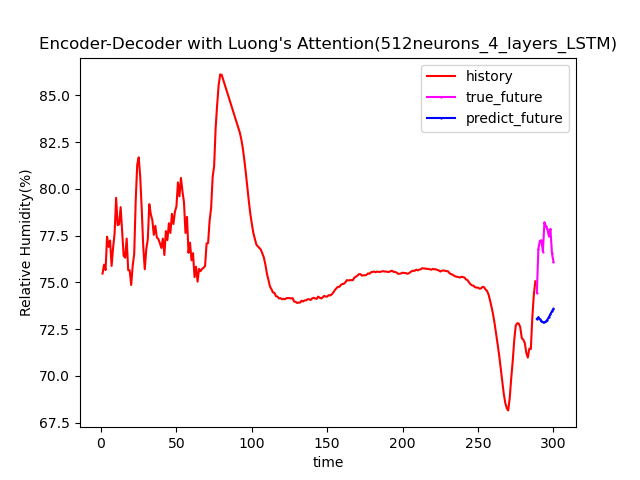 Encoder-Decoder with Luong's Attention(512neurons_4_layers_LSTM)
history
true_future
predict_future
Relative Humidity(%)
85.0
82.5
80.0
77.5
75.0
72.5
70.0
67.5
0 50 100 150 200 250 300
time